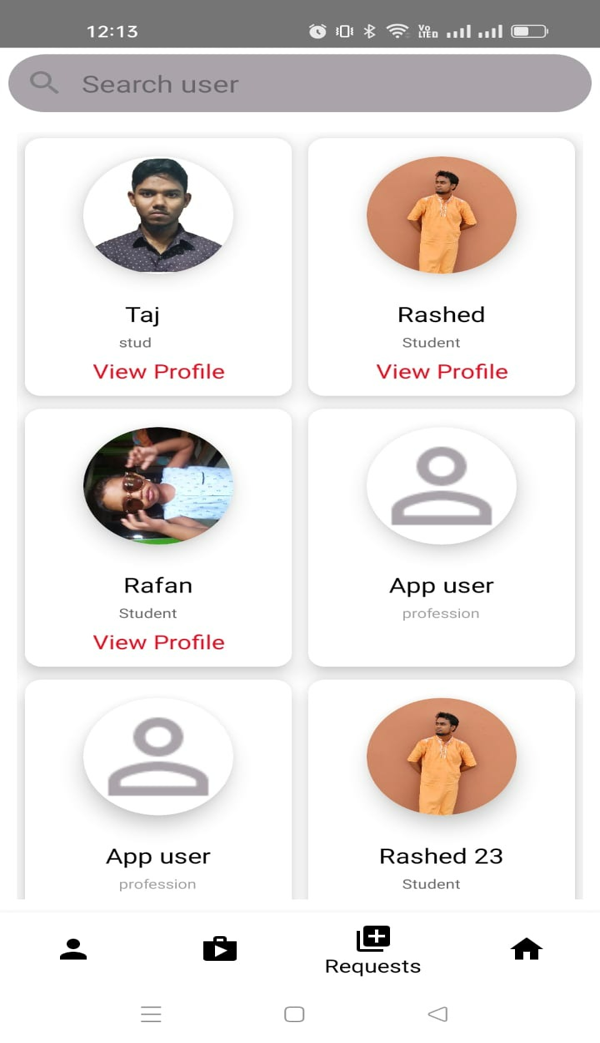 12:13
Vo
LTED
Search user
Taj
stud
View Profile
Rashed
Student
View Profile
Rafan
Student
View Profile
App user
profession
App user
profession
Rashed 23
Student
Requests